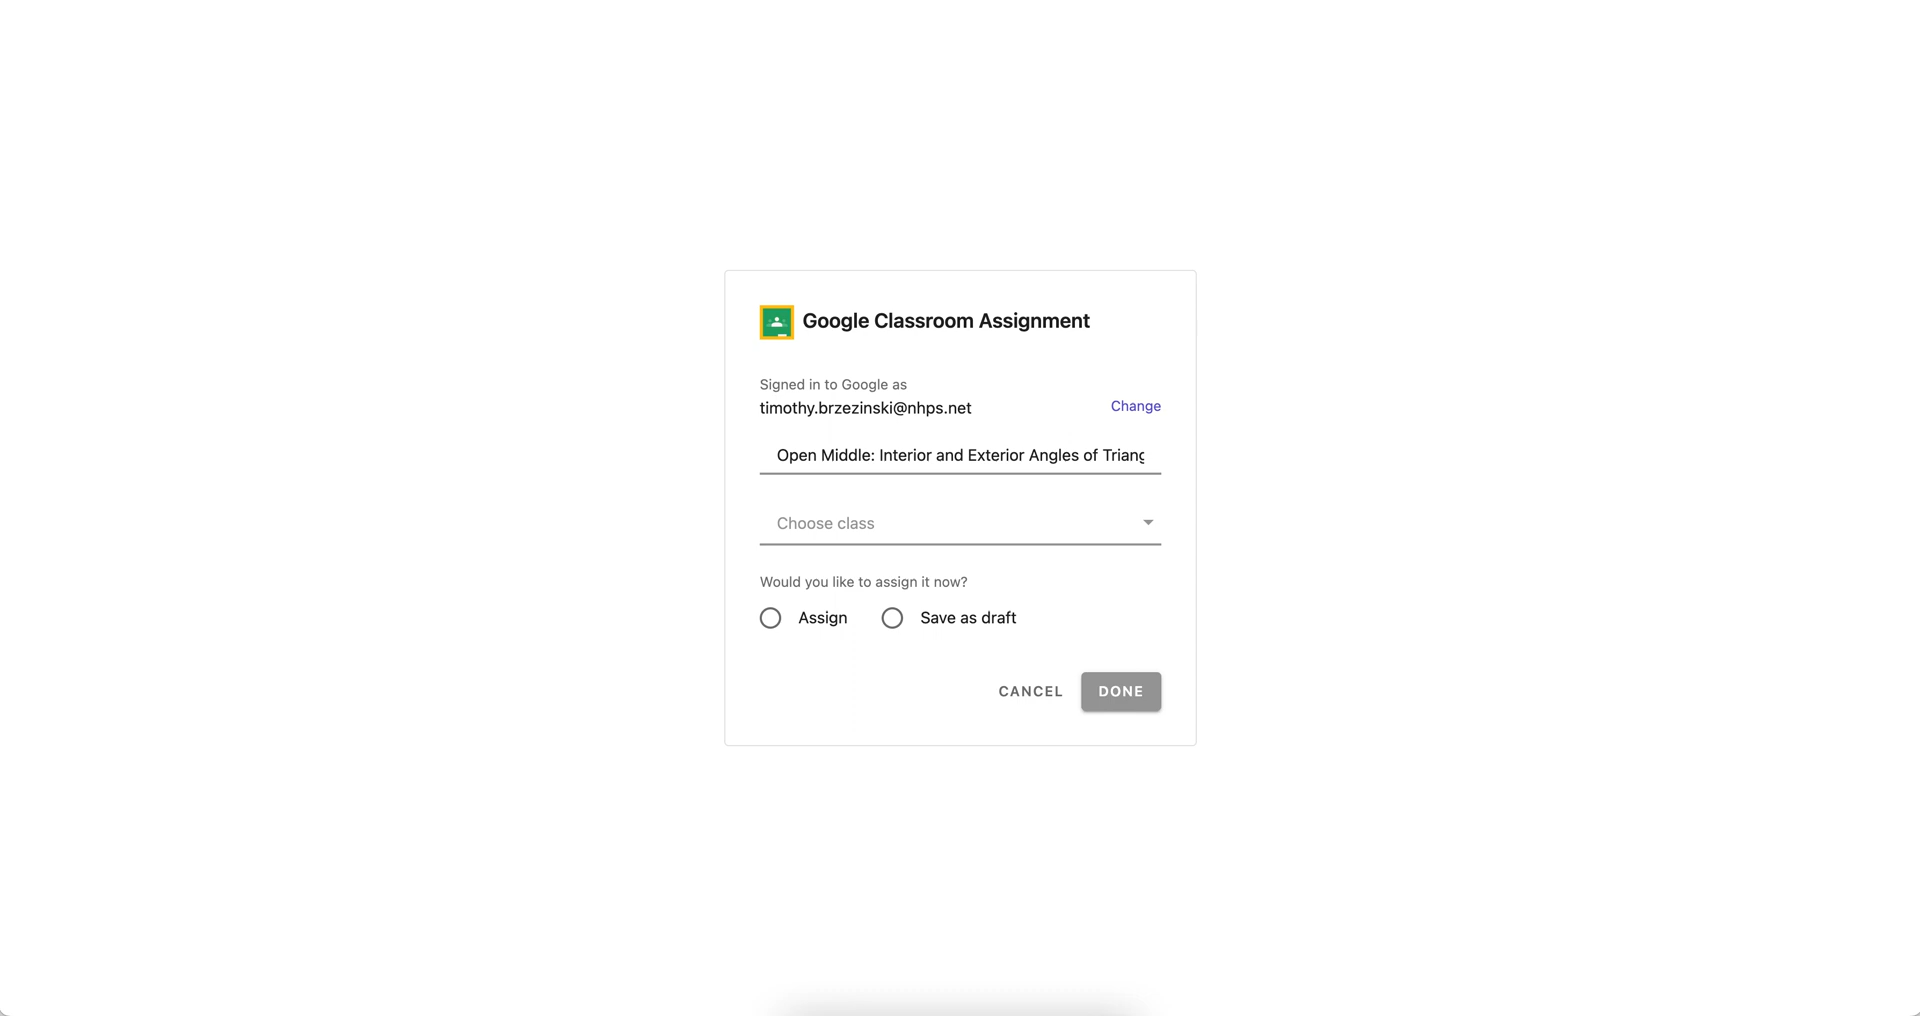 Google Classroom Assignment
Signed in to Google as
timothy.brzezinski@nhps.net
Change
Open Middle: Interior and Exterior Angles of Triang
Choose class
Would you like to assign it now?
Assign
Save as draft
CANCEL
DONE